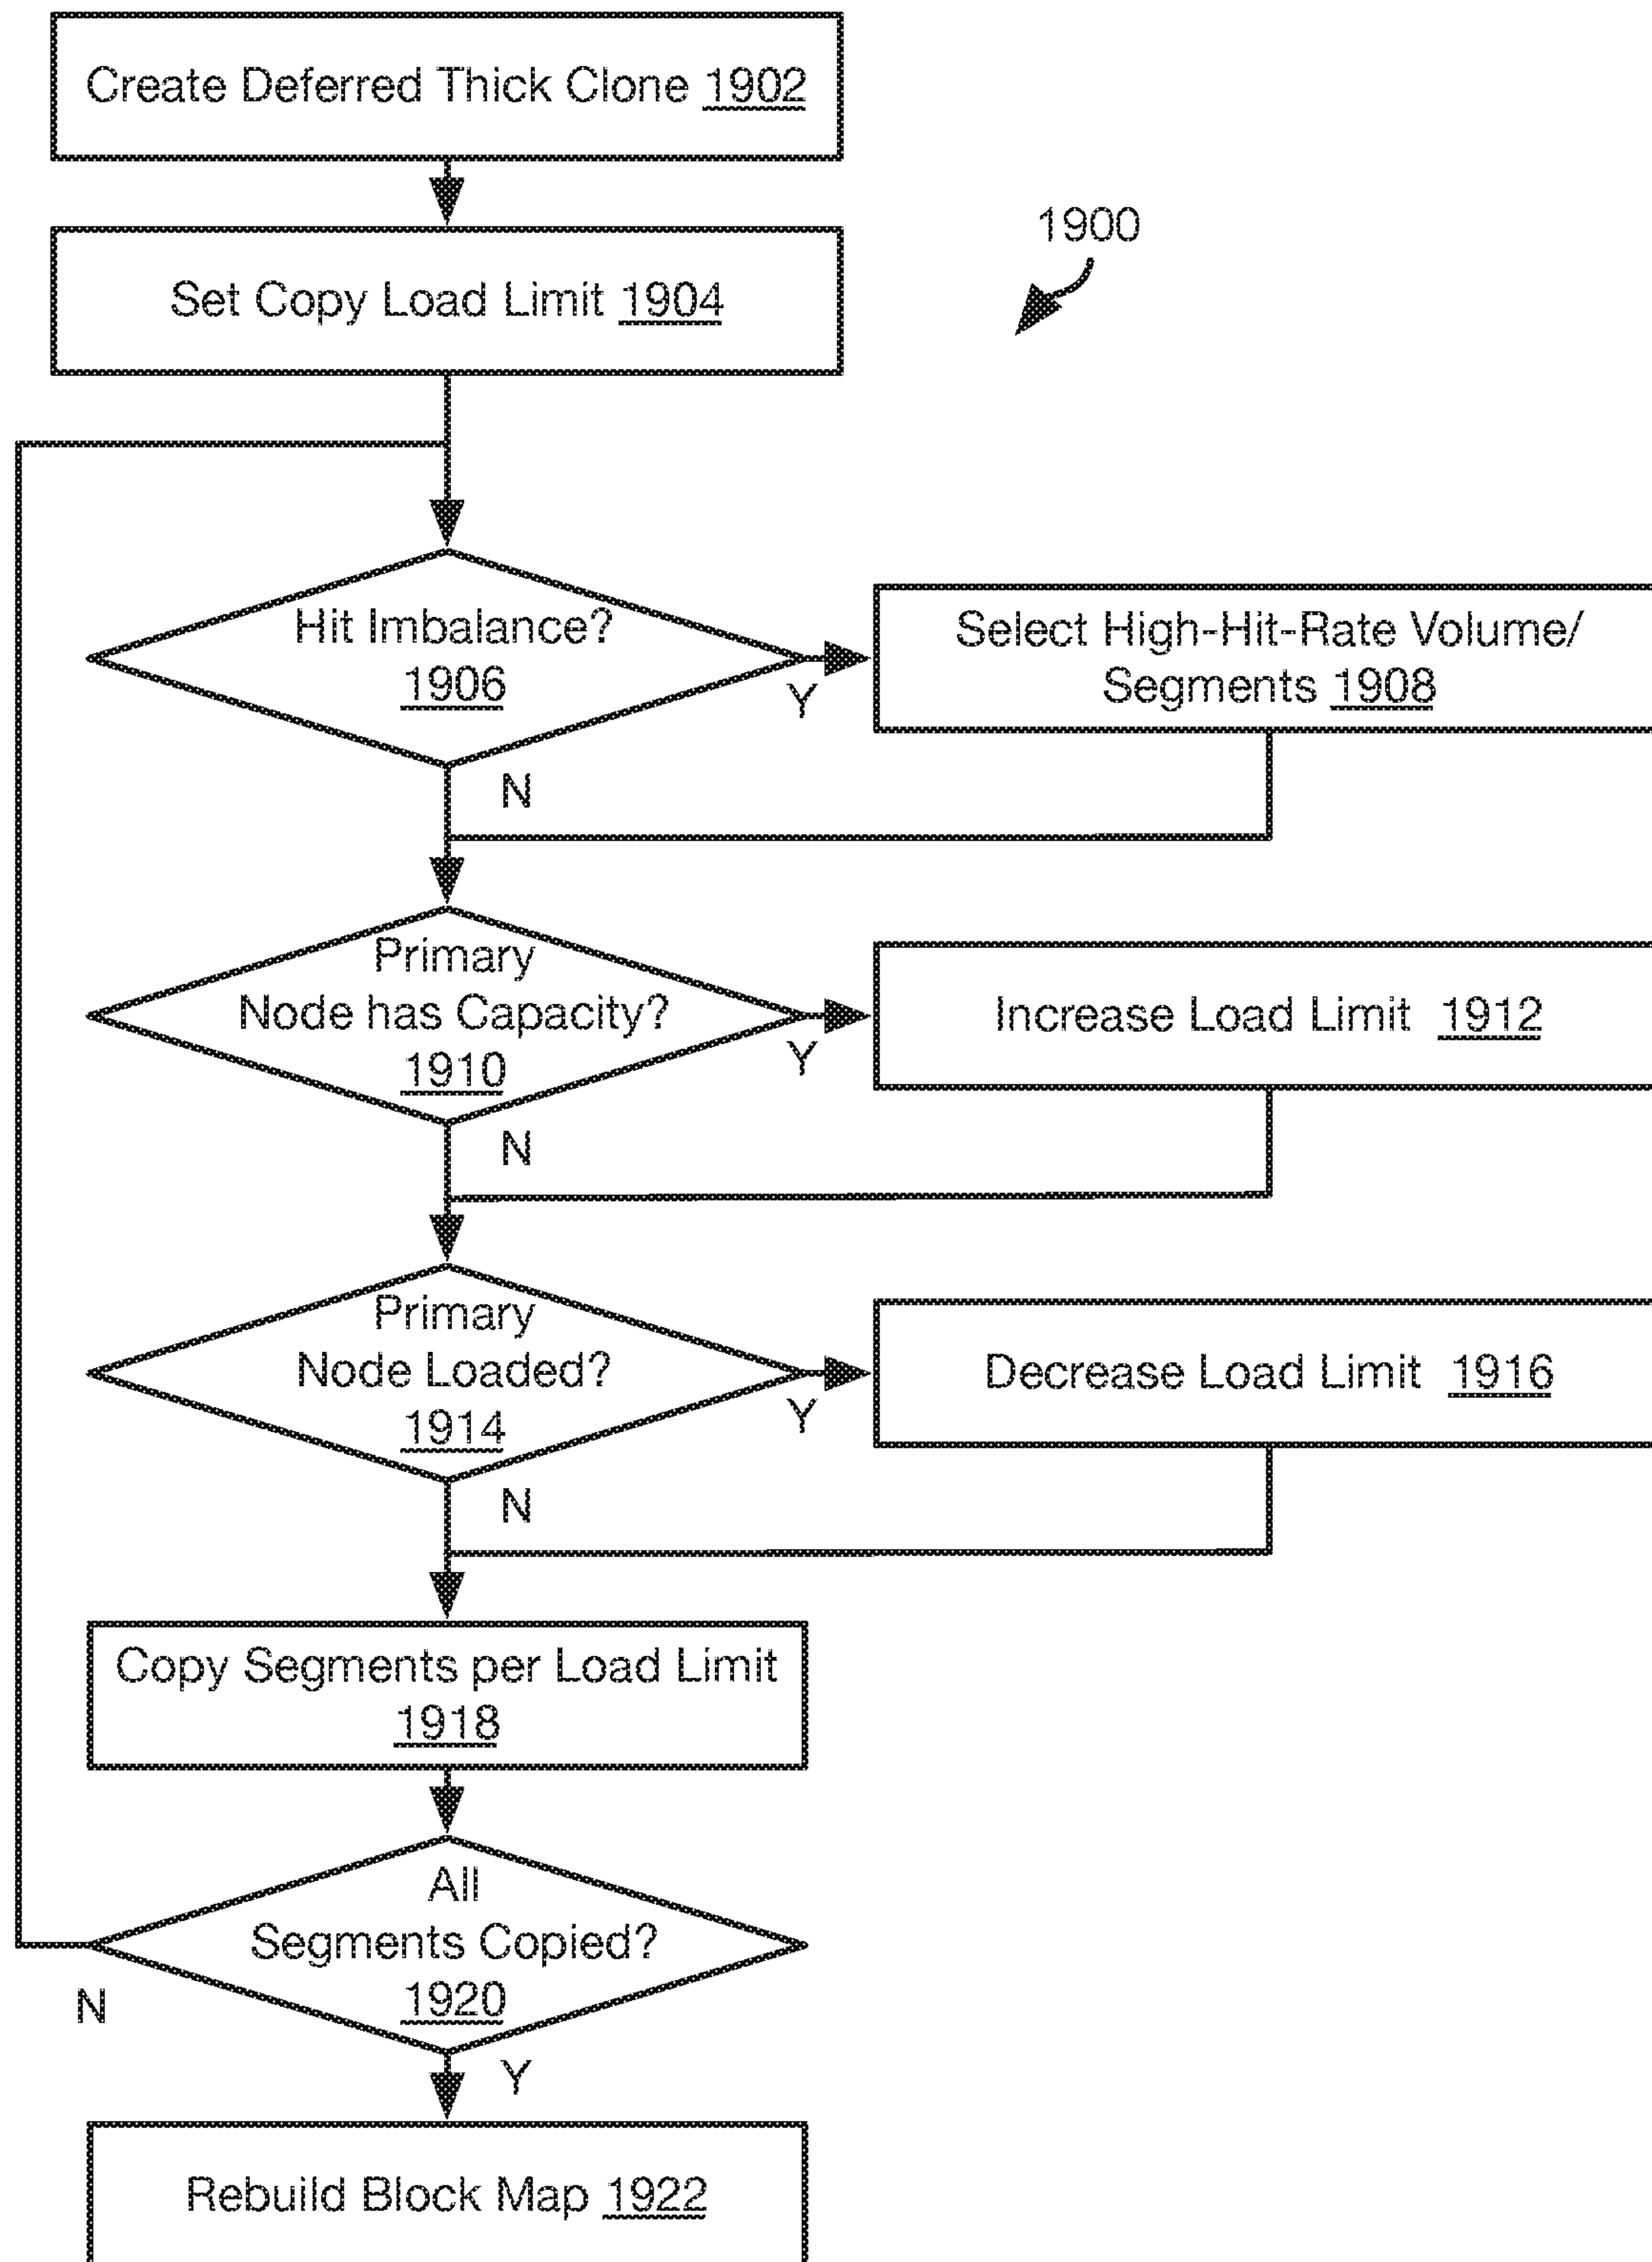 Create Deferred Thick Clone 1902
1900
Set Copy Load Limit 1904
Hit Imbalance?
1906
Y
N
Select High-Hit-Rate Volume/
Segments 1908
Primary
Node has Capacity?
1910
Y
N
Increase Load Limit 1912
Primary
Node Loaded?
1914
Y
N
Decrease Load Limit 1916
Copy Segments per Load Limit
1918
All
Segments Copied?
1920
N
Y
Rebuild Block Map 1922